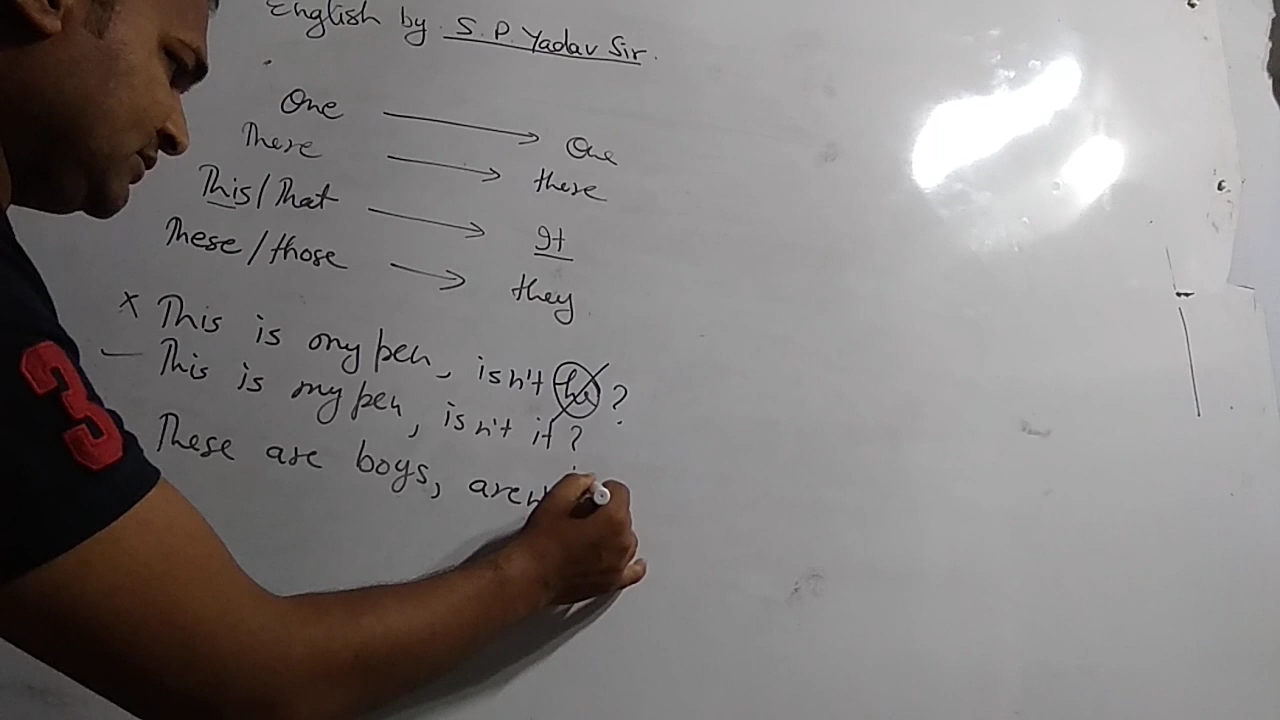 English by S. P. Yadav Sir.
One → One
There → there
This/That → It
These/those → they
× This is my pen, isn't he ?
— This is my pen, isn't it ?
These are boys, aren
3